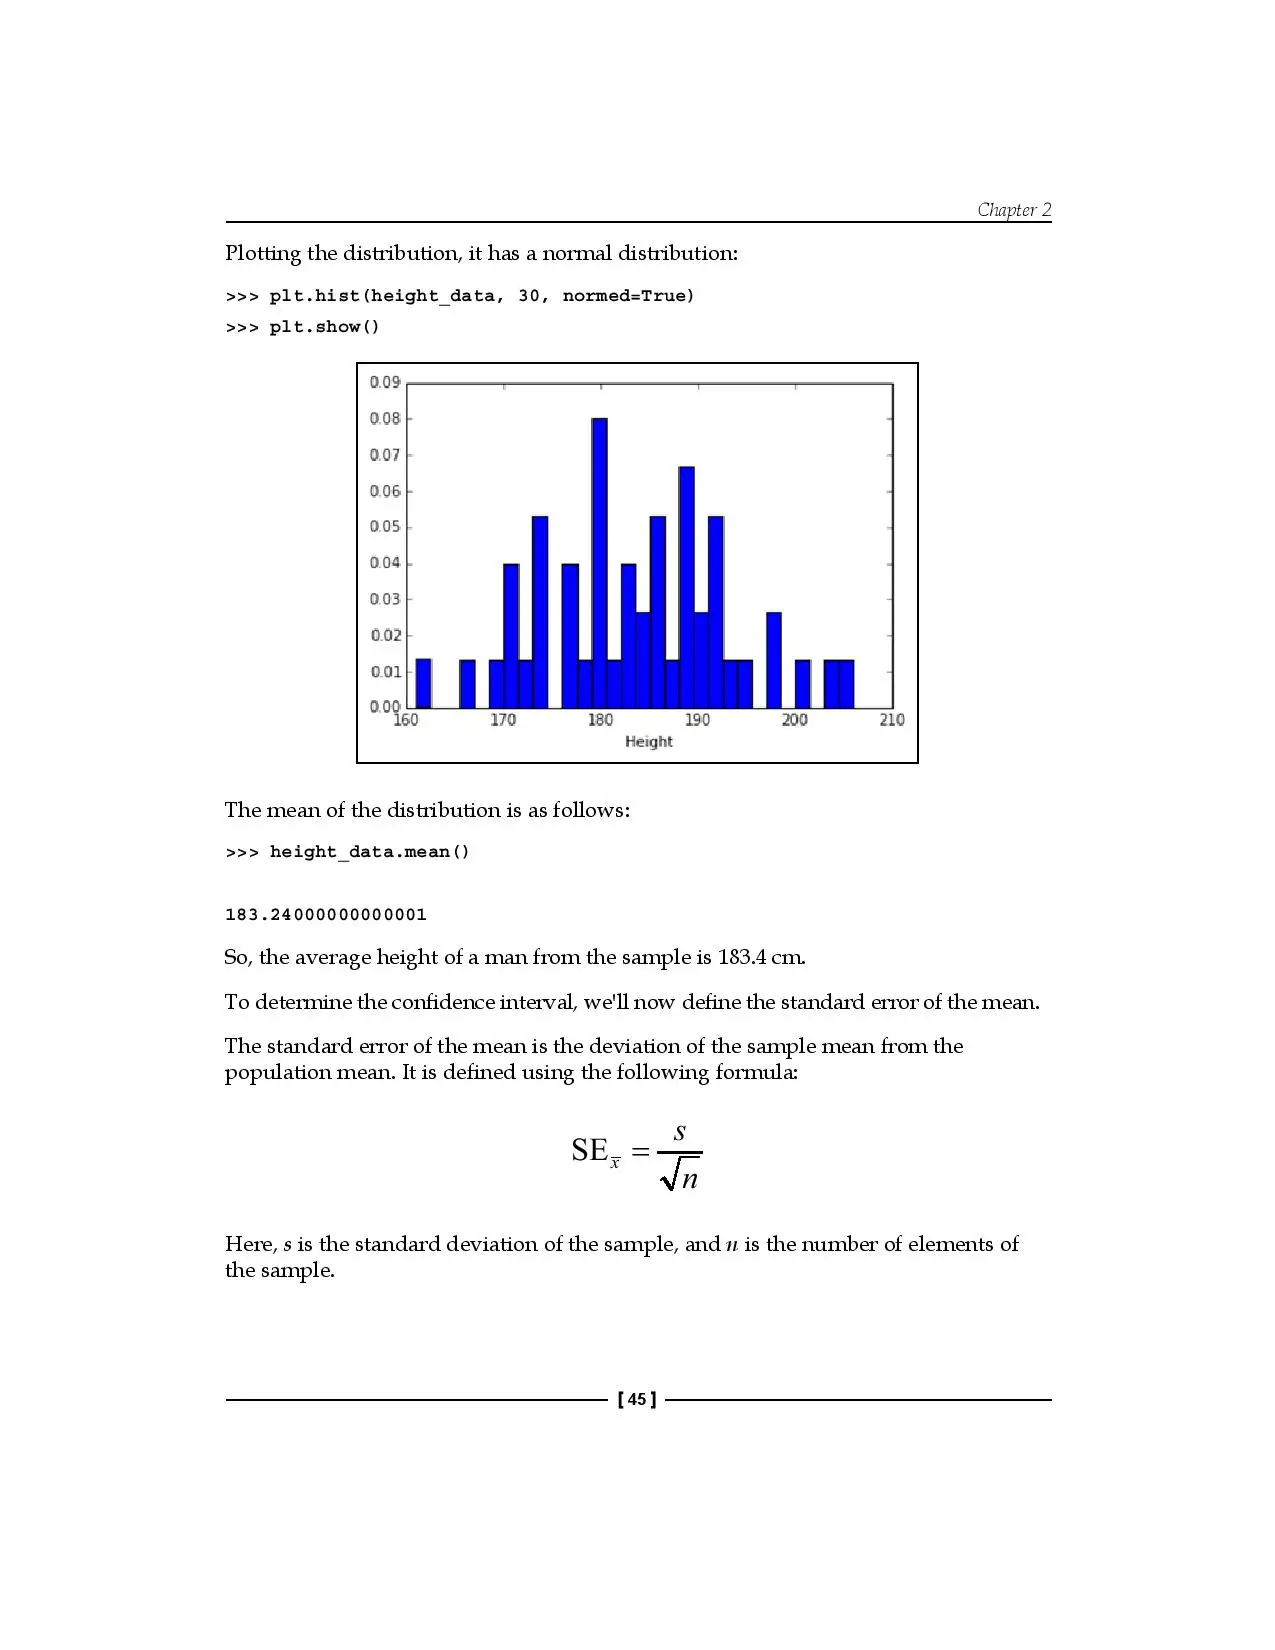 Chapter 2
Plotting the distribution, it has a normal distribution:
>>> plt.hist(height_data, 30, normed=True)
>>> plt.show()
0.09
0.08
0.07
0.06
0.05
0.04
0.03
0.02
0.01
0.00
160 170 180 190 200 210
Height
The mean of the distribution is as follows:
>>> height_data.mean()
183.24000000000001
So, the average height of a man from the sample is 183.4 cm.
To determine the confidence interval, we'll now define the standard error of the mean.
The standard error of the mean is the deviation of the sample mean from the
population mean. It is defined using the following formula:
SE_x̅ = s/√n
Here, s is the standard deviation of the sample, and n is the number of elements of
the sample.
[ 45 ]